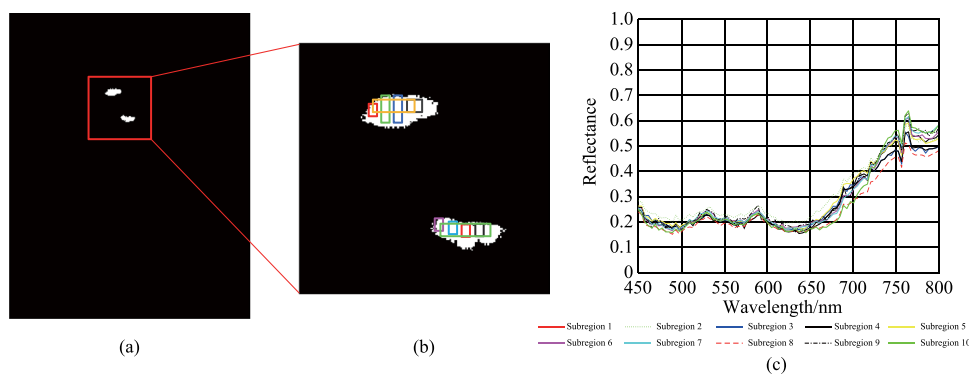 (a)
(b)
Reflectance
1.0
0.9
0.8
0.7
0.6
0.5
0.4
0.3
0.2
0.1
0
450 500 550 600 650 700 750 800
Wavelength/nm
Subregion 1 Subregion 2 Subregion 3 Subregion 4 Subregion 5
Subregion 6 Subregion 7 Subregion 8 Subregion 9 Subregion 10
(c)